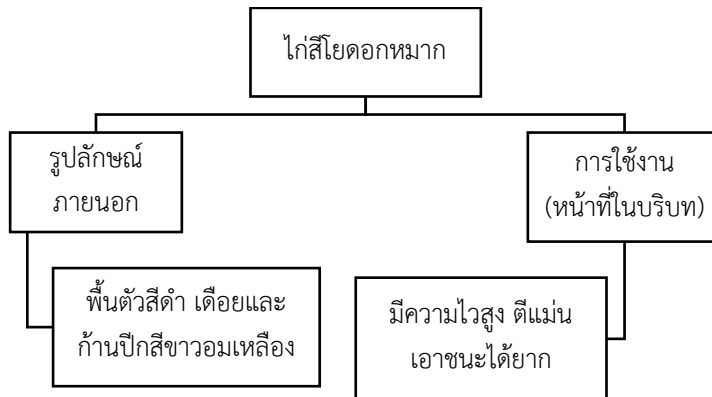 ไก่สีโยดอกหมาก
รูปลักษณ์
ภายนอก
พื้นตัวสีดำ เดือยและ
ก้านปีกสีขาวอมเหลือง
การใช้งาน
(หน้าที่ในบริบท)
มีความไวสูง ตีแม่น
เอาชนะได้ยาก